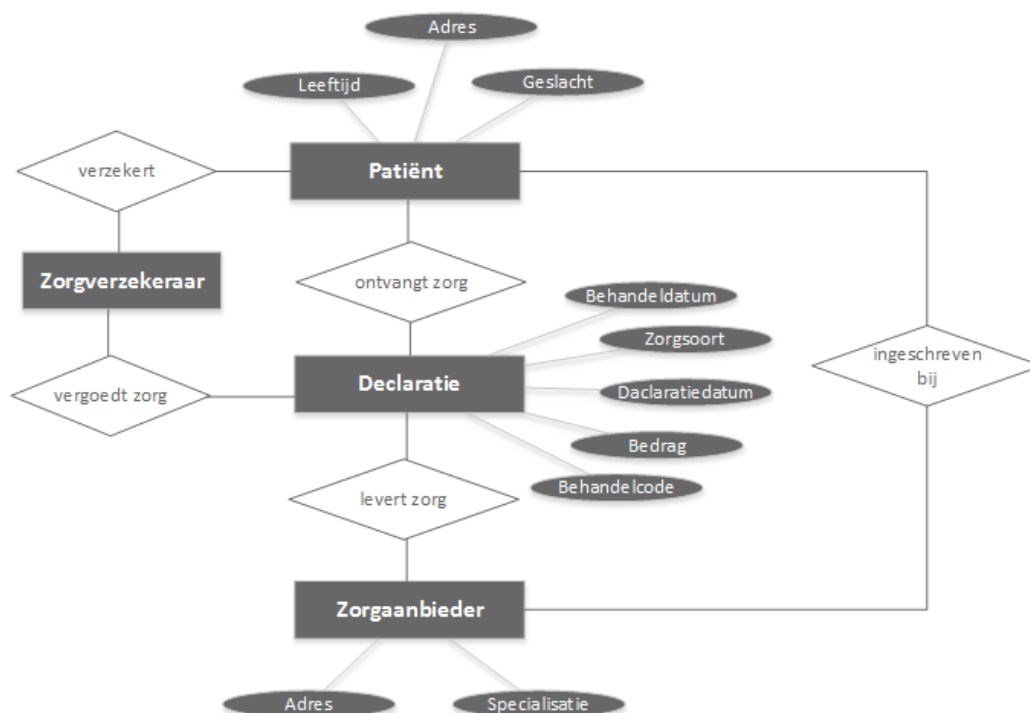 Adres
Leeftijd
Geslacht
verzekert
Patiënt
Zorgverzekeraar
ontvangt zorg
Behandeldatum
Zorgsoort
ingeschreven
bij
Declaratie
Daclaratiedatum
vergoedt zorg
Bedrag
Behandelcode
levert zorg
Zorgaanbieder
Adres
Specialisatie